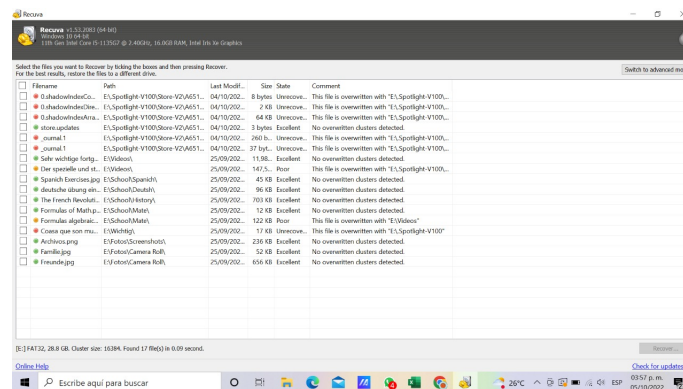 Recuva
Recuva v1.53.2083 (64-bit)
Windows 10 64-bit
11th Gen Intel Core i5-1135G7 @ 2.40GHz, 16.0GB RAM, Intel Iris Xe Graphics
Select the files you want to Recover by ticking the boxes and then pressing Recover.
For the best results, restore the files to a different drive.
Switch to advanced mo
Filename Path Last Modif... Size State Comment
0.shadowIndexCo... E:\.Spotlight-V100\Store-V2\A651... 04/10/202... 8 bytes Unrecove... This file is overwritten with "E:\.Spotlight-V100\...
0.shadowIndexDire... E:\.Spotlight-V100\Store-V2\A651... 04/10/202... 2 KB Unrecove... This file is overwritten with "E:\.Spotlight-V100\...
0.shadowIndexArra... E:\.Spotlight-V100\Store-V2\A651... 04/10/202... 64 KB Unrecove... This file is overwritten with "E:\.Spotlight-V100\...
store.updates E:\.Spotlight-V100\Store-V2\A651... 04/10/202... 3 bytes Excellent No overwritten clusters detected.
_ournal.1 E:\.Spotlight-V100\Store-V2\A651... 04/10/202... 260 b... Unrecove... This file is overwritten with "E:\.Spotlight-V100\...
_ournal.1 E:\.Spotlight-V100\Store-V2\A651... 04/10/202... 37 byt... Unrecove... This file is overwritten with "E:\.Spotlight-V100\...
Sehr wichtige fortg... E:\Videos\ 25/09/202... 11,98... Excellent No overwritten clusters detected.
Der spezielle und st... E:\Videos\ 25/09/202... 147,5... Poor This file is overwritten with "E:\.Spotlight-V100\...
Spanish Exercises.jpg E:\School\Spanish\ 25/09/202... 45 KB Excellent No overwritten clusters detected.
deutsche übung ein... E:\School\Deutsh\ 25/09/202... 96 KB Excellent No overwritten clusters detected.
The French Revoluti... E:\School\History\ 25/09/202... 703 KB Excellent No overwritten clusters detected.
Formulas of Math.p... E:\School\Mate\ 25/09/202... 12 KB Excellent No overwritten clusters detected.
Formulas algebraic... E:\School\Mate\ 25/09/202... 122 KB Poor This file is overwritten with "E:\Videos"
Cowsa que son mu... E:\Wichtig\ 25/09/202... 17 KB Unrecove... This file is overwritten with "E:\.Spotlight-V100"
Archivos.png E:\Fotos\Screenshots\ 25/09/202... 236 KB Excellent No overwritten clusters detected.
Familie.jpg E:\Fotos\Camera Roll\ 25/09/202... 52 KB Excellent No overwritten clusters detected.
Freunde.jpg E:\Fotos\Camera Roll\ 25/09/202... 656 KB Excellent No overwritten clusters detected.
[E:] FAT32, 28.8 GB. Cluster size: 16384. Found 17 file(s) in 0.09 second.
Recover...
Online Help
Check for updates
Escribe aquí para buscar
26°C
ESP
03:57 p. m.
05/10/2022